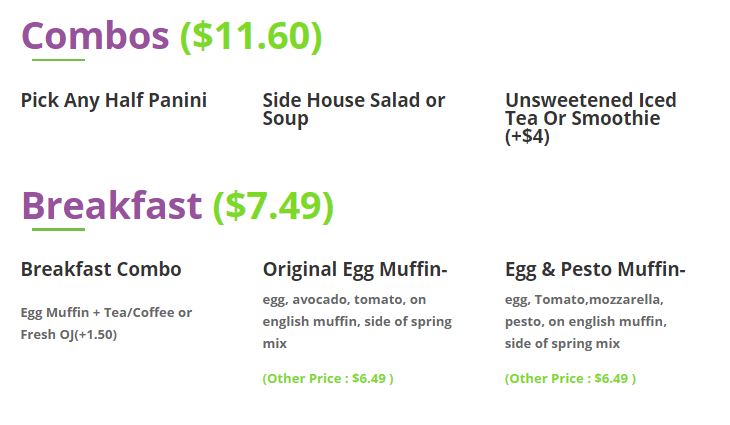 Combos ($11.60)
Pick Any Half Panini
Side House Salad or
Soup
Unsweetened Iced
Tea Or Smoothie
(+$4)
Breakfast ($7.49)
Breakfast Combo
Egg Muffin + Tea/Coffee or
Fresh OJ(+1.50)
Original Egg Muffin-
egg, avocado, tomato, on
english muffin, side of spring
mix
(Other Price : $6.49 )
Egg & Pesto Muffin-
egg, Tomato,mozzarella,
pesto, on english muffin,
side of spring mix
(Other Price : $6.49 )